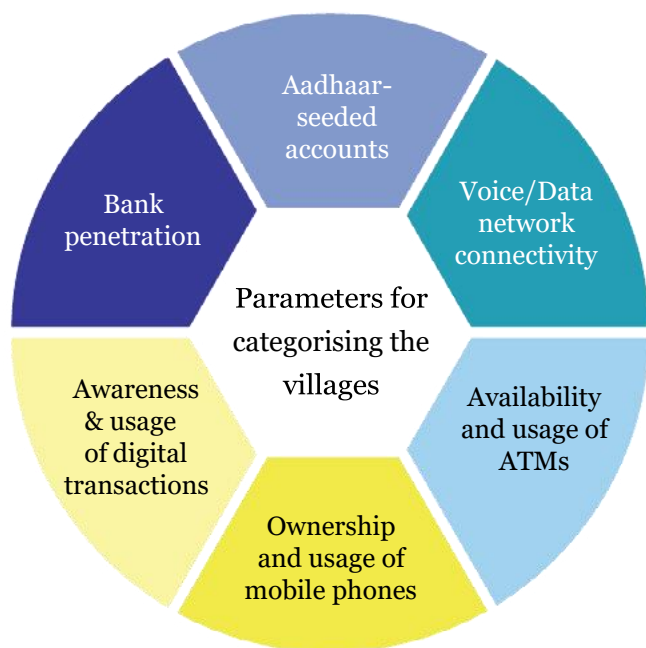 Aadhaar-
seeded
accounts
Voice/Data
network
connectivity
Availability
and usage of
ATMs
Ownership
and usage of
mobile phones
Awareness
& usage
of digital
transactions
Bank
penetration
Parameters for
categorising the
villages